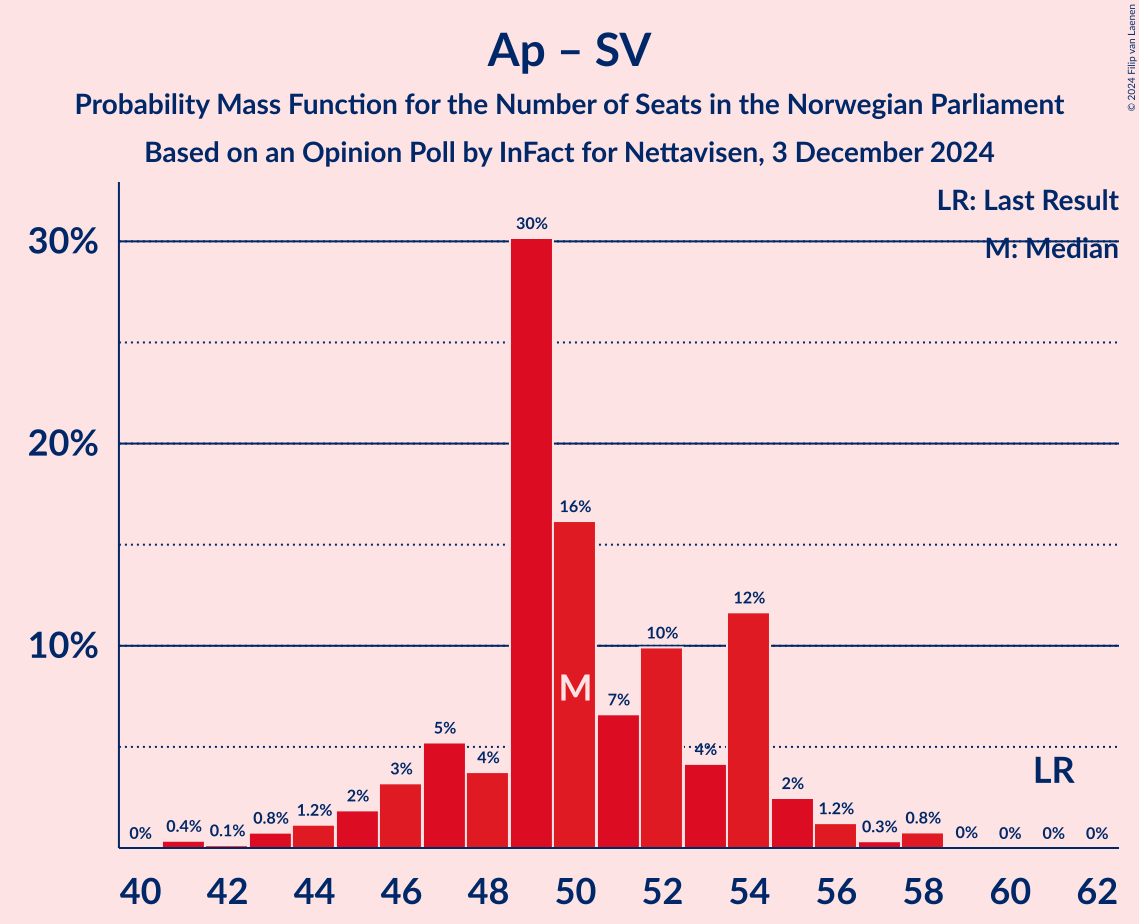 Ap – SV
Probability Mass Function for the Number of Seats in the Norwegian Parliament
Based on an Opinion Poll by InFact for Nettavisen, 3 December 2024
© 2024 Filip van Laenen
LR: Last Result
M: Median
30%
20%
10%
0%
0.4%
0.1%
0.8%
1.2%
2%
3%
5%
4%
30%
16%
7%
10%
4%
12%
2%
1.2%
0.3%
0.8%
0%
0%
0%
0%
M
LR
40 42 44 46 48 50 52 54 56 58 60 62